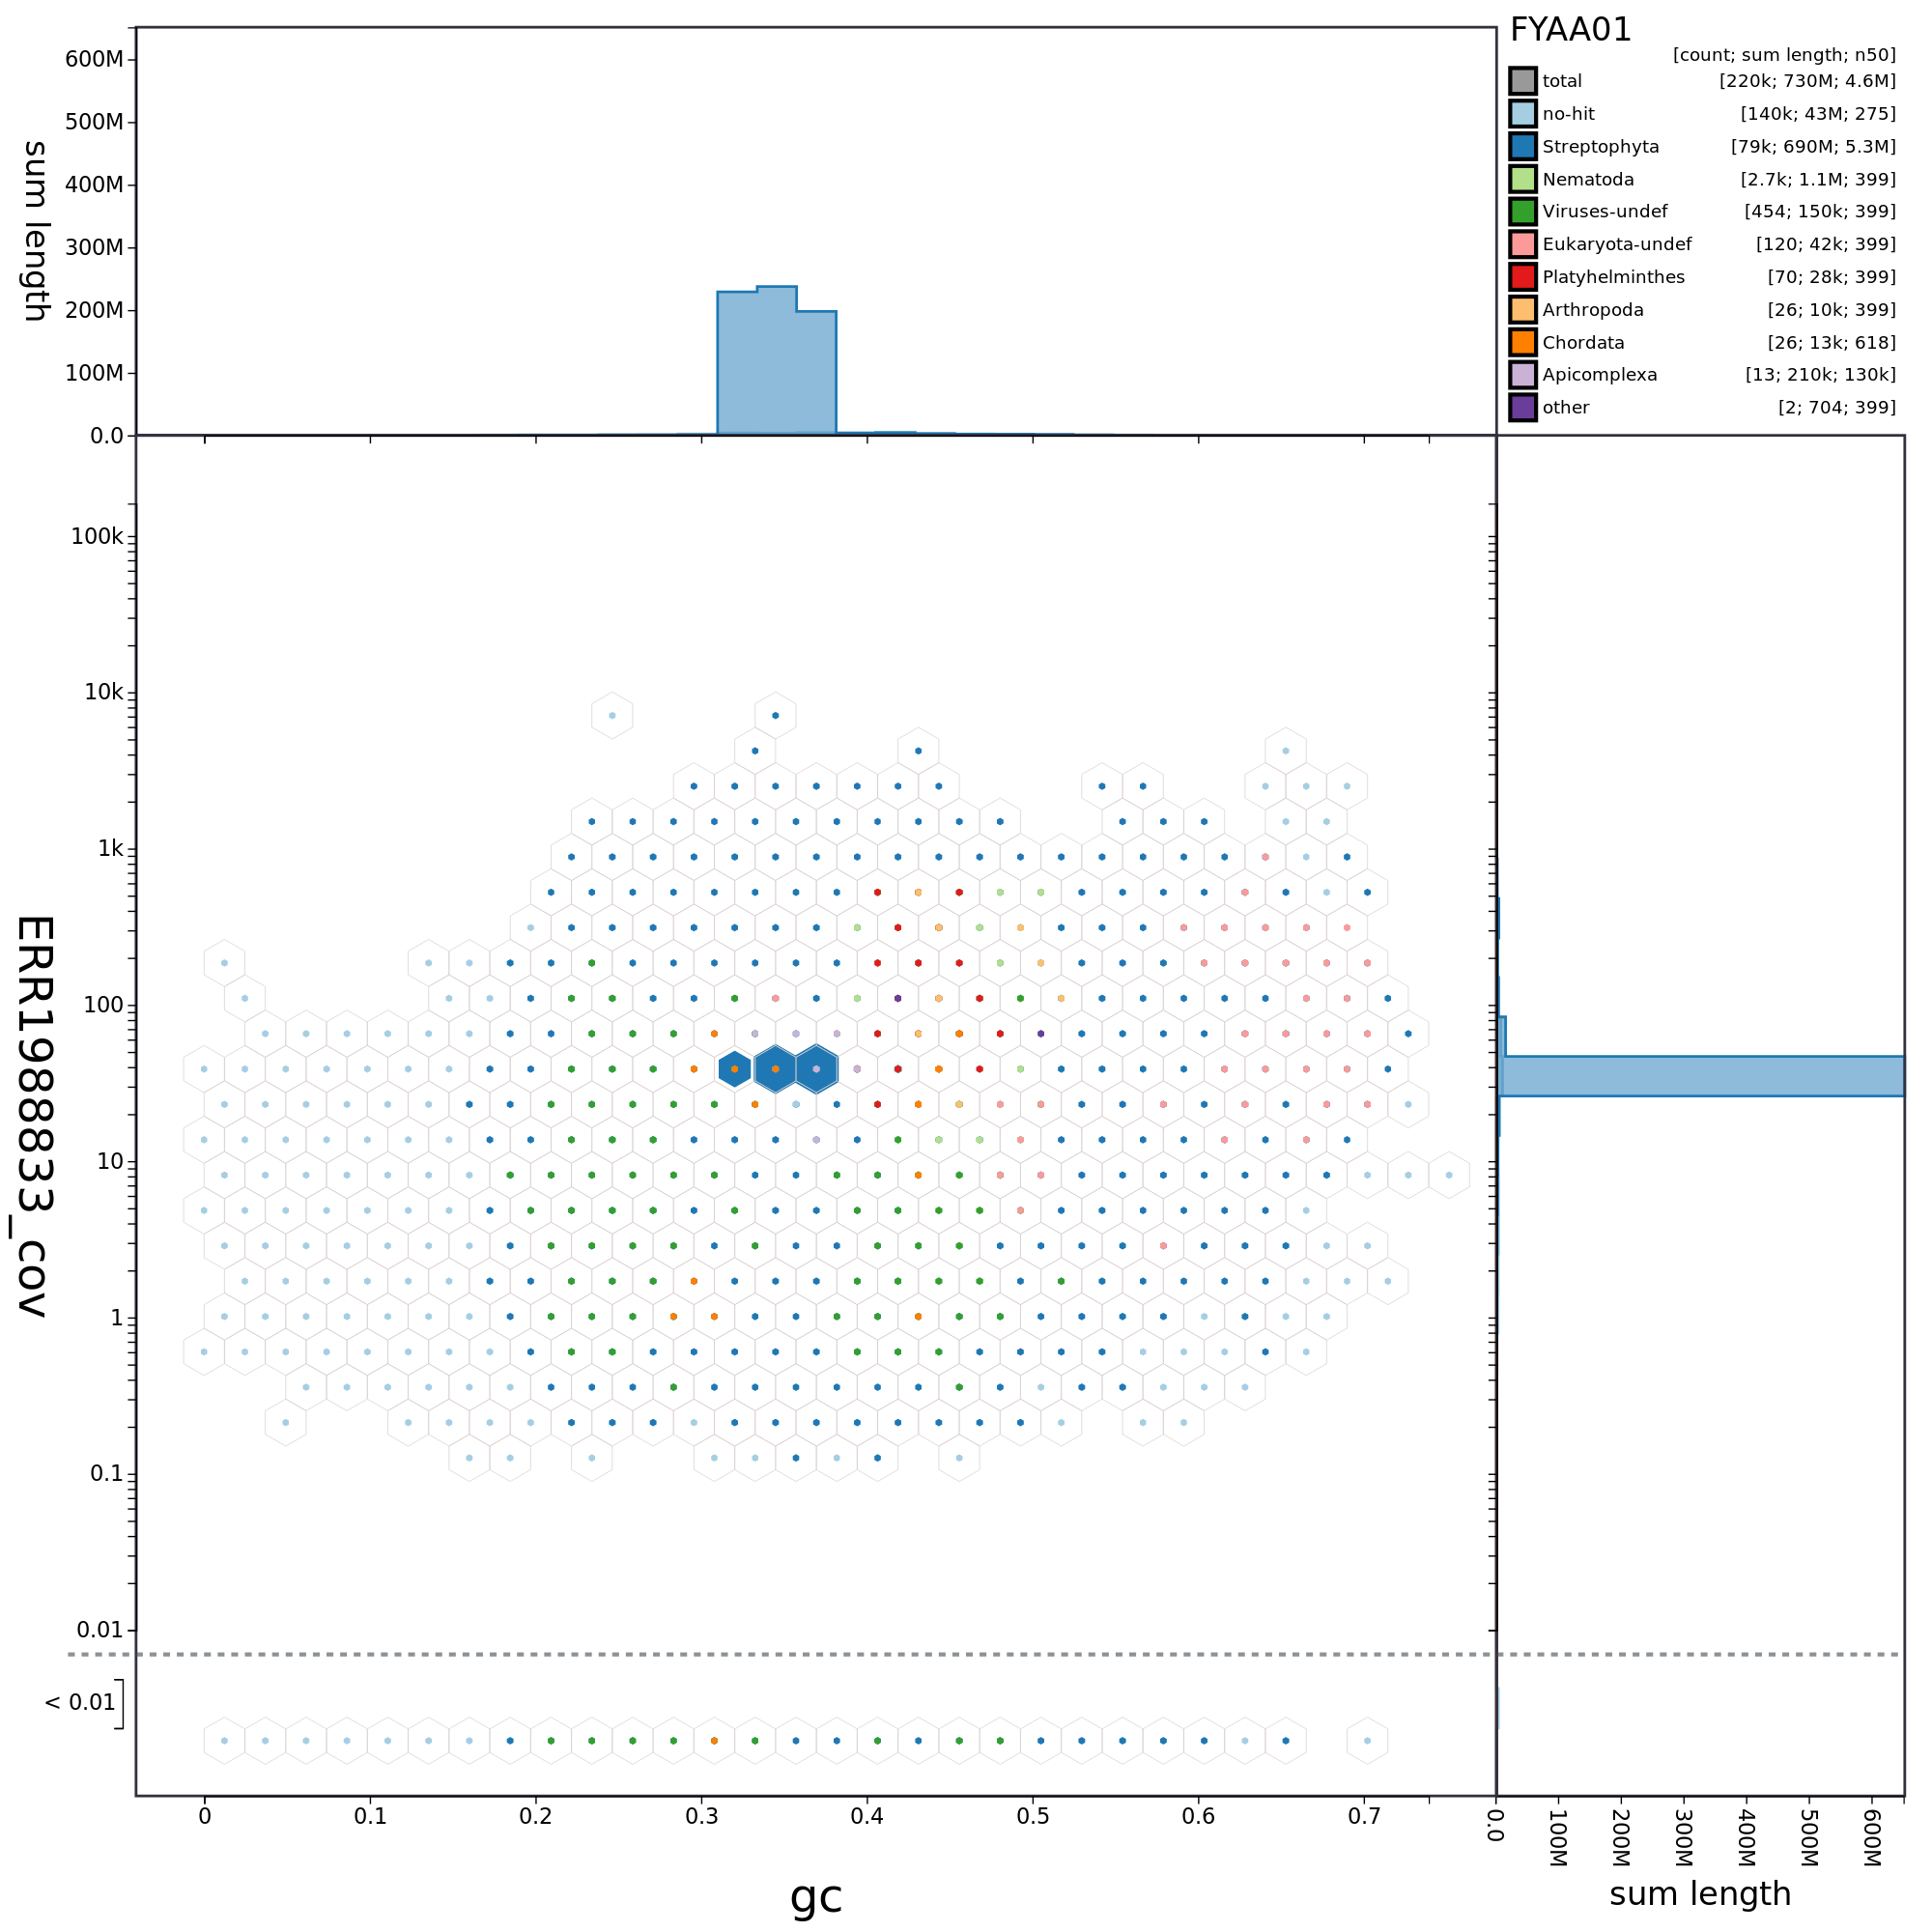 FYAA01
[count; sum length; n50]
total [220k; 730M; 4.6M]
no-hit [140k; 43M; 275]
Streptophyta [79k; 690M; 5.3M]
Nematoda [2.7k; 1.1M; 399]
Viruses-undef [454; 150k; 399]
Eukaryota-undef [120; 42k; 399]
Platyhelminthes [70; 28k; 399]
Arthropoda [26; 10k; 399]
Chordata [26; 13k; 618]
Apicomplexa [13; 210k; 130k]
other [2; 704; 399]
sum length
600M
500M
400M
300M
200M
100M
0.0
ERR1988833_cov
100k
10k
1k
100
10
1
0.1
0.01
< 0.01
0 0.1 0.2 0.3 0.4 0.5 0.6 0.7
gc
0.0 100M 200M 300M 400M 500M 600M
sum length